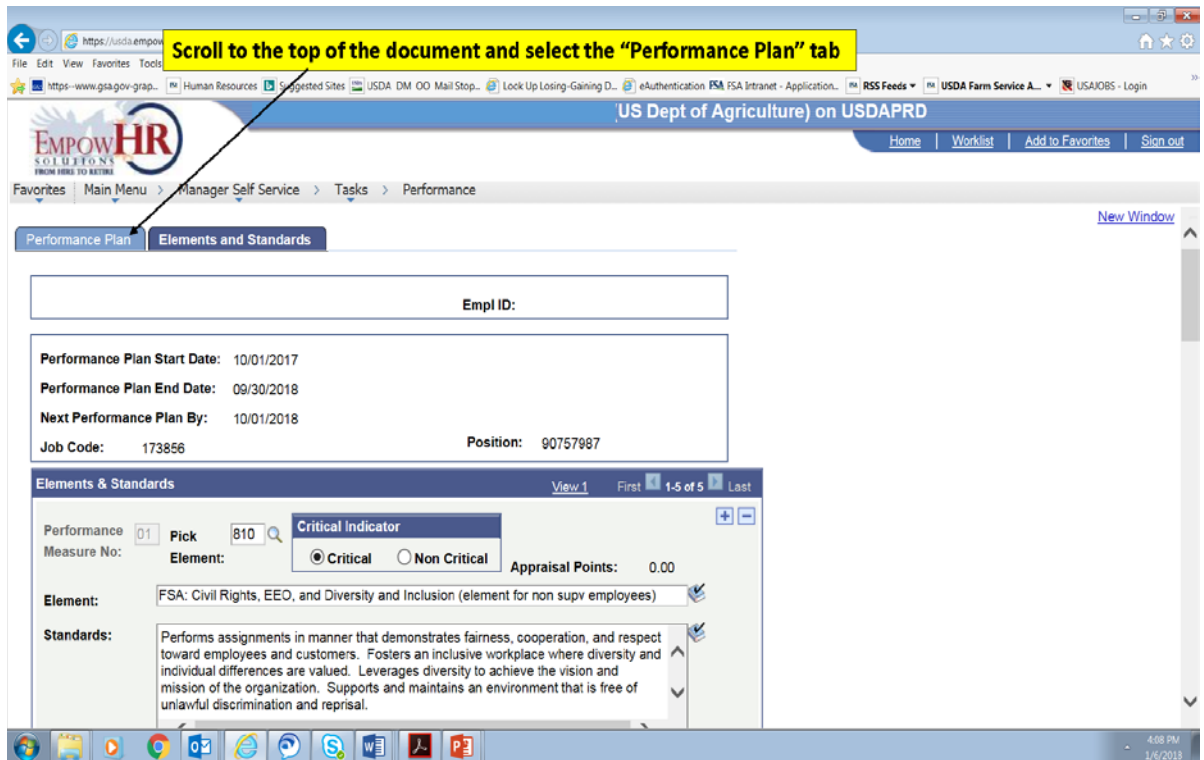 https://usda.empow
Scroll to the top of the document and select the “Performance Plan” tab
File Edit View Favorites Tools
https--www.gsa.gov-grap... Human Resources Suggested Sites USDA DM OO Mail Stop... Lock Up Losing-Gaining D... eAuthentication FSA FSA Intranet - Application... RSS Feeds USDA Farm Service A... USAJOBS - Login
(US Dept of Agriculture) on USDAPRD
EMPOWHR
SOLUTIONS
FROM HIRE TO RETIRE
Home | Worklist | Add to Favorites | Sign out
Favorites Main Menu > Manager Self Service > Tasks > Performance
New Window
Performance Plan Elements and Standards
Empl ID:
Performance Plan Start Date: 10/01/2017
Performance Plan End Date: 09/30/2018
Next Performance Plan By: 10/01/2018
Job Code: 173856 Position: 90757987
Elements & Standards View 1 First 1-5 of 5 Last
Performance Measure No: 01 Pick Element: 810 Critical Indicator
Critical Non Critical Appraisal Points: 0.00
Element: FSA: Civil Rights, EEO, and Diversity and Inclusion (element for non supv employees)
Standards: Performs assignments in manner that demonstrates fairness, cooperation, and respect
toward employees and customers. Fosters an inclusive workplace where diversity and
individual differences are valued. Leverages diversity to achieve the vision and
mission of the organization. Supports and maintains an environment that is free of
unlawful discrimination and reprisal.
4:08 PM
1/6/2018